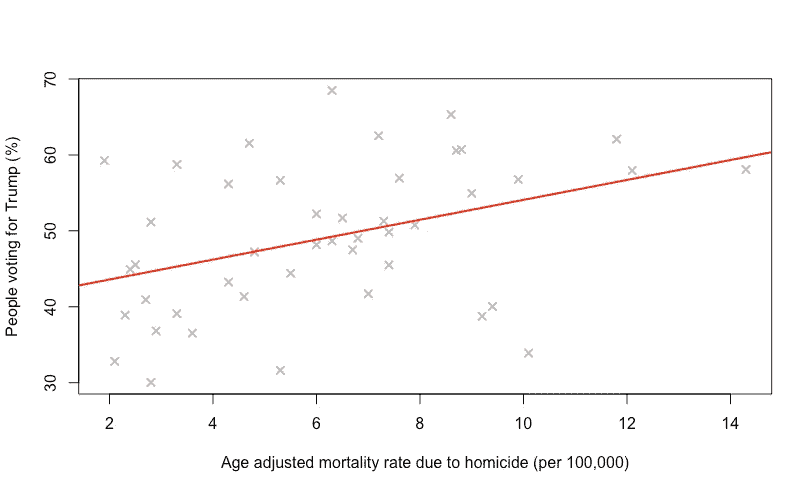 People voting for Trump (%)
70
60
50
40
30
2 4 6 8 10 12 14
Age adjusted mortality rate due to homicide (per 100,000)